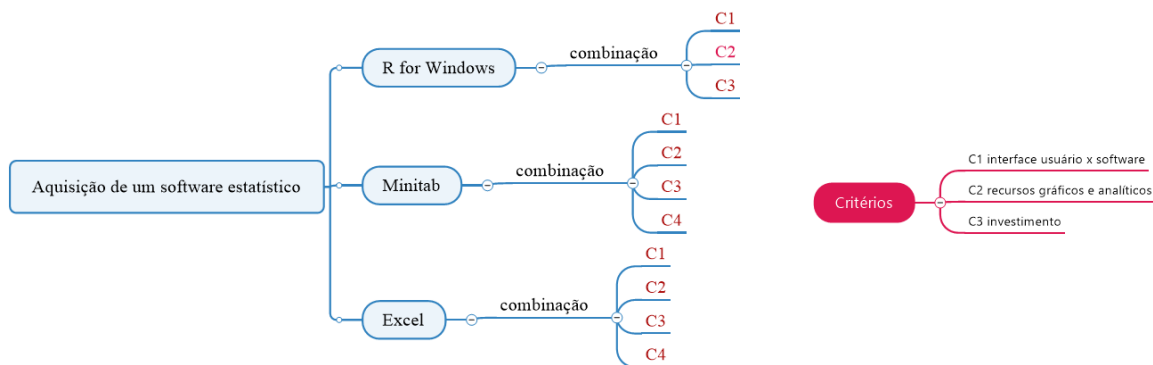 Aquisição de um software estatístico
R for Windows
combinação
C1
C2
C3
Minitab
combinação
C1
C2
C3
C4
Excel
combinação
C1
C2
C3
C4
Critérios
C1 interface usuário x software
C2 recursos gráficos e analíticos
C3 investimento